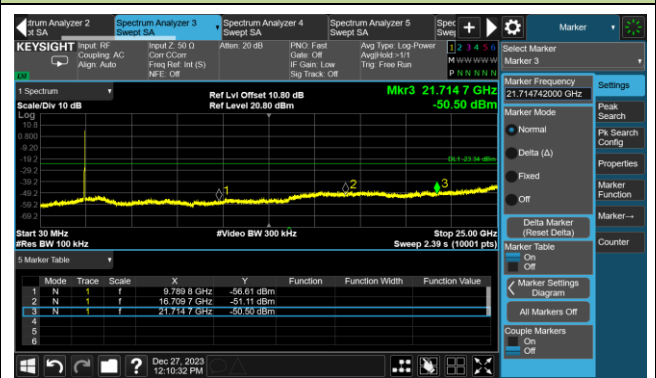 trum Analyzer 2
Swept SA
Spectrum Analyzer 3
Swept SA
Spectrum Analyzer 4
Swept SA
Spectrum Analyzer 5
Swept SA
Spec
Swep
Marker
KEYSIGHT
Input: RF
Coupling: AC
Align: Auto
Input Z: 50 Ω
Corr CCorr
Freq Ref: Int (S)
NFE: Off
Atten: 20 dB
PNO: Fast
Gate: Off
IF Gain: Low
Sig Track: Off
Avg Type: Log-Power
Avg|Hold:>1/1
Trig: Free Run
1 2 3 4 5 6
M W W W W W
P N N N N N
LXI
Select Marker
Marker 3
1 Spectrum
Scale/Div 10 dB
Ref Lvl Offset 10.80 dB
Ref Level 20.80 dBm
Mkr3 21.714 7 GHz
-50.50 dBm
Log
10.8
0.800
-9.20
-19.2
-29.2
-39.2
-49.2
-59.2
-69.2
DL1 -23.34 dBm
1
2
3
Start 30 MHz
#Video BW 300 kHz
Stop 25.00 GHz
#Res BW 100 kHz
Sweep 2.39 s (10001 pts)
5 Marker Table
Mode Trace Scale X Y Function Function Width Function Value
1 N 1 f 9.789 8 GHz -56.61 dBm
2 N 1 f 16.709 7 GHz -51.11 dBm
3 N 1 f 21.714 7 GHz -50.50 dBm
4
5
6
Marker Frequency
21.714742000 GHz
Marker Mode
Normal
Delta (Δ)
Fixed
Off
Delta Marker
(Reset Delta)
Marker Table
On
Off
Marker Settings
Diagram
All Markers Off
Couple Markers
On
Off
Settings
Peak
Search
Pk Search
Config
Properties
Marker
Function
Marker→
Counter
?
Dec 27, 2023
12:10:32 PM